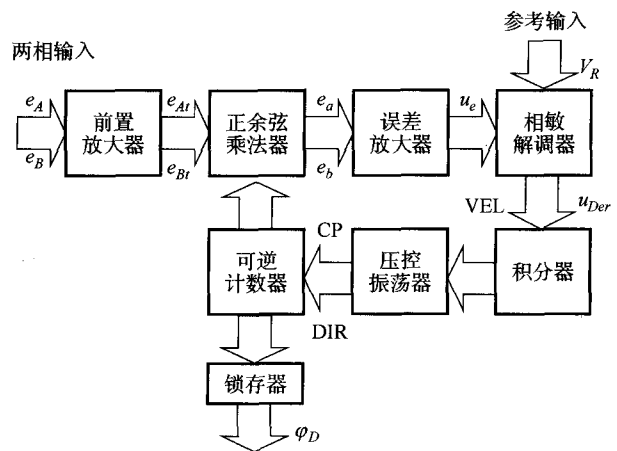 参考输入
两相输入
V_R
e_A
e_At
e_a
u_e
前置
放大器
正余弦
乘法器
误差
放大器
相敏
解调器
e_B
e_Bt
e_b
VEL
u_Der
CP
可逆
计数器
压控
振荡器
积分器
DIR
锁存器
φ_D